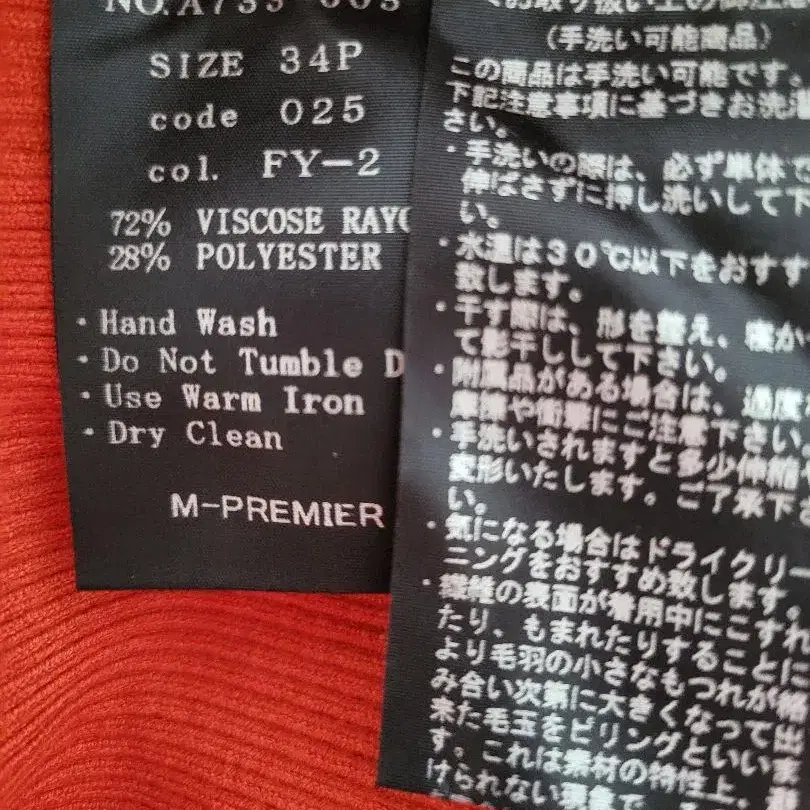 NO. A733
SIZE 34P
code 025
col. FY-2
72% VISCOSE RAYO
28% POLYESTER
・Hand Wash
・Do Not Tumble D
・Use Warm Iron
・Dry Clean
M-PREMIER
(手洗い可能商品)
この商品は手洗い可能です。
下記注意事項に基づきお洗濯
さい。
・手洗いの際は、必ず単体で
伸ばさずに押し洗いして下
い。
・水温は30℃以下をおすす
致します。
・干す際は、形を整え、寝か
て影干しして下さい。
・附属品がある場合は、過度
摩擦や衝撃にご注意下さい
・手洗いされますと多少伸縮や
変形いたします。ご了承下さ
い。
・気になる場合はドライクリー
ニングをおすすめ致します。
・繊維の表面が着用中にこすれ
たり、もまれたりすることに
より毛羽の小さなもつれが絡
み合い次第に大きくなって出
来た毛玉をピリングといいま
す。これは素材の特性上、
けられない現象で